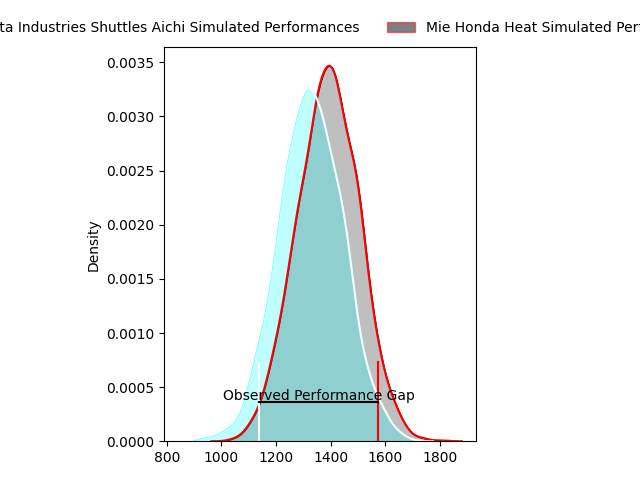 ta Industries Shuttles Aichi Simulated Performances
Mie Honda Heat Simulated Per
0.0035
0.0030
0.0025
0.0020
0.0015
0.0010
0.0005
0.0000
Density
Observed Performance Gap
800 1000 1200 1400 1600 1800